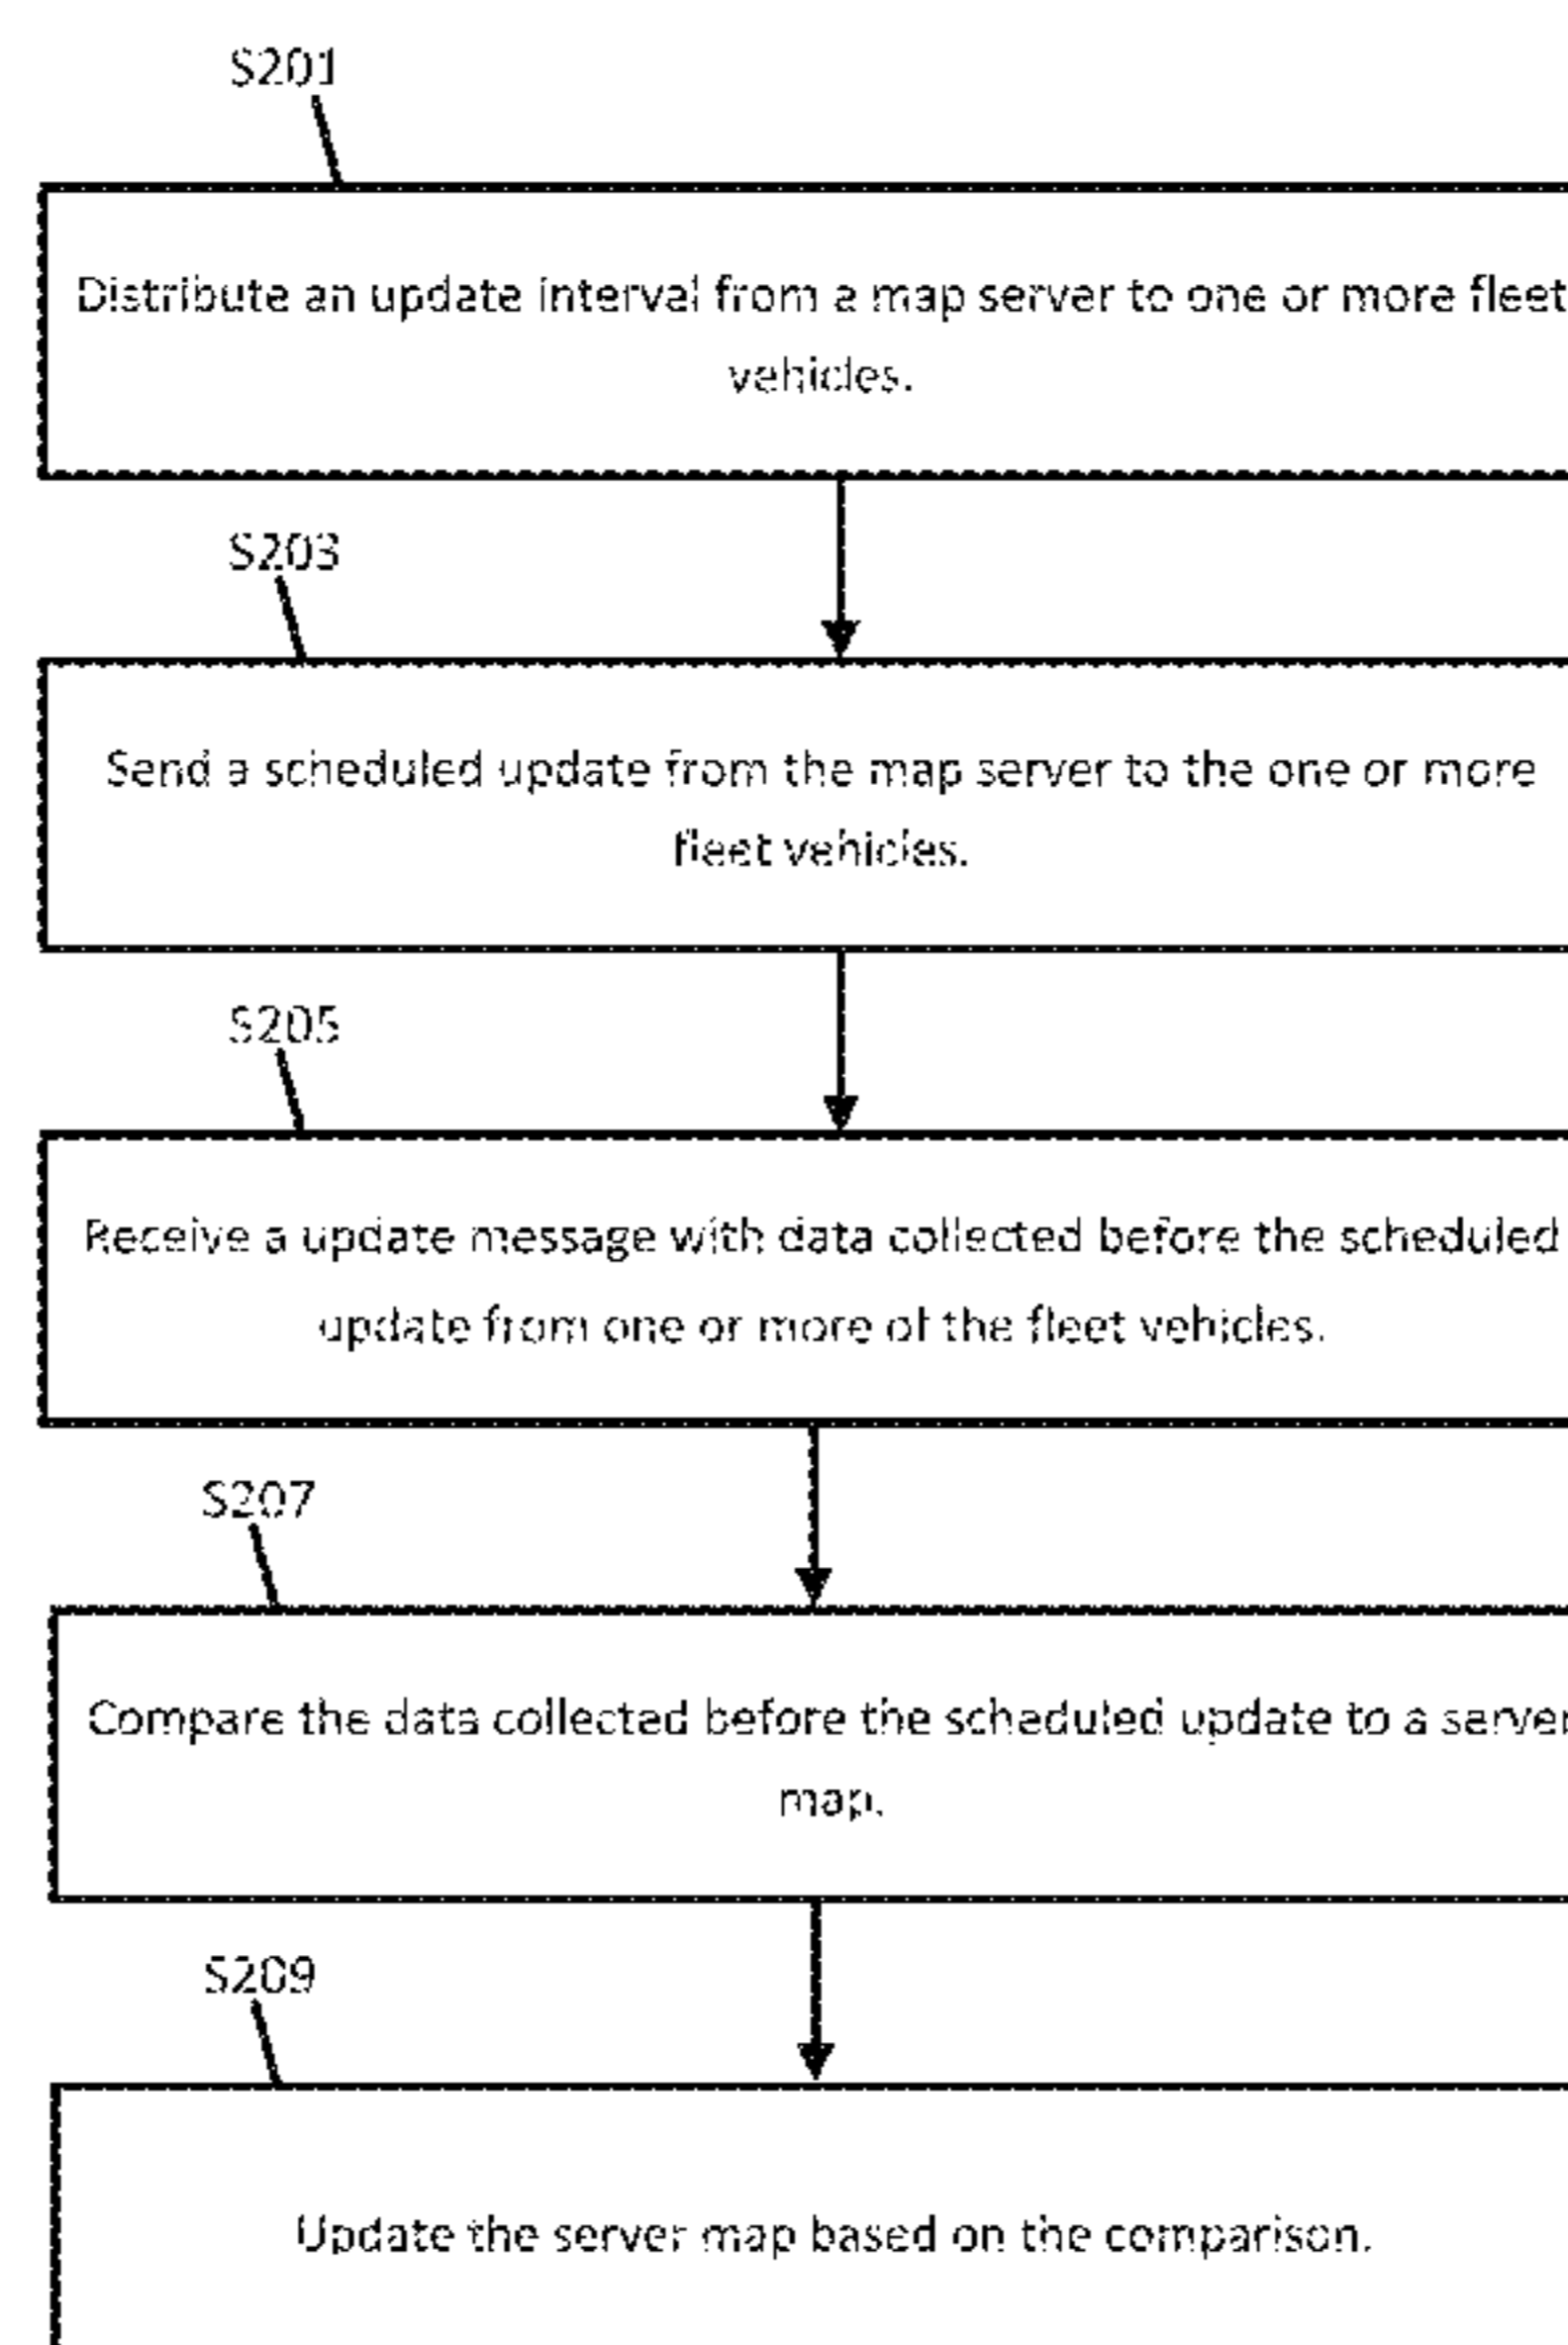 S201
Distribute an update interval from a map server to one or more fleet
vehicles.
S203
Send a scheduled update from the map server to the one or more
fleet vehicles.
S205
Receive a update message with data collected before the scheduled
update from one or more of the fleet vehicles.
S207
Compare the data collected before the scheduled update to a server
map.
S209
Update the server map based on the comparison.